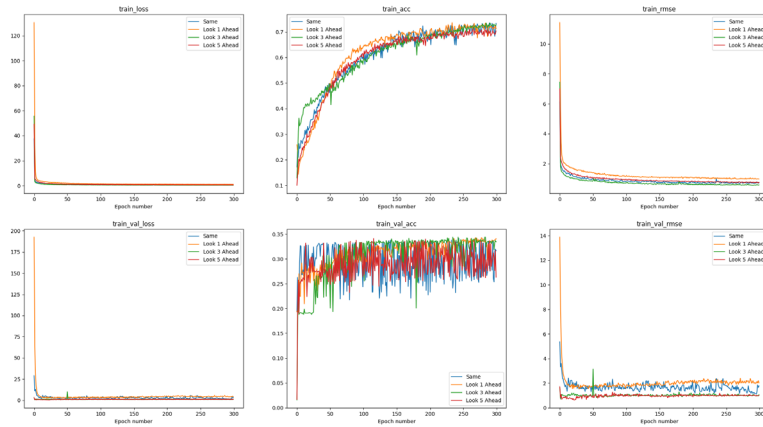 train_loss
120
100
80
60
40
20
0
0 50 100 150 200 250 300
Epoch number
Same
Look 1 Ahead
Look 3 Ahead
Look 5 Ahead
train_acc
0.7
0.6
0.5
0.4
0.3
0.2
0.1
0 100 200 300
Epoch number
Same
Look 1 Ahead
Look 3 Ahead
Look 5 Ahead
train_rmse
10
8
6
4
2
0 50 100 150 200 250 300
Epoch number
Same
Look 1 Ahead
Look 3 Ahead
Look 5 Ahead
train_val_loss
200
175
150
125
100
75
50
25
0
0 50 100 150 200 250 300
Epoch number
Same
Look 1 Ahead
Look 3 Ahead
Look 5 Ahead
train_val_acc
0.35
0.30
0.25
0.20
0.15
0.10
0.05
0.00
0 100 200 300
Epoch number
Same
Look 1 Ahead
Look 3 Ahead
Look 5 Ahead
train_val_rmse
14
12
10
8
6
4
2
0
0 50 100 150 200 250 300
Epoch number
Same
Look 1 Ahead
Look 3 Ahead
Look 5 Ahead